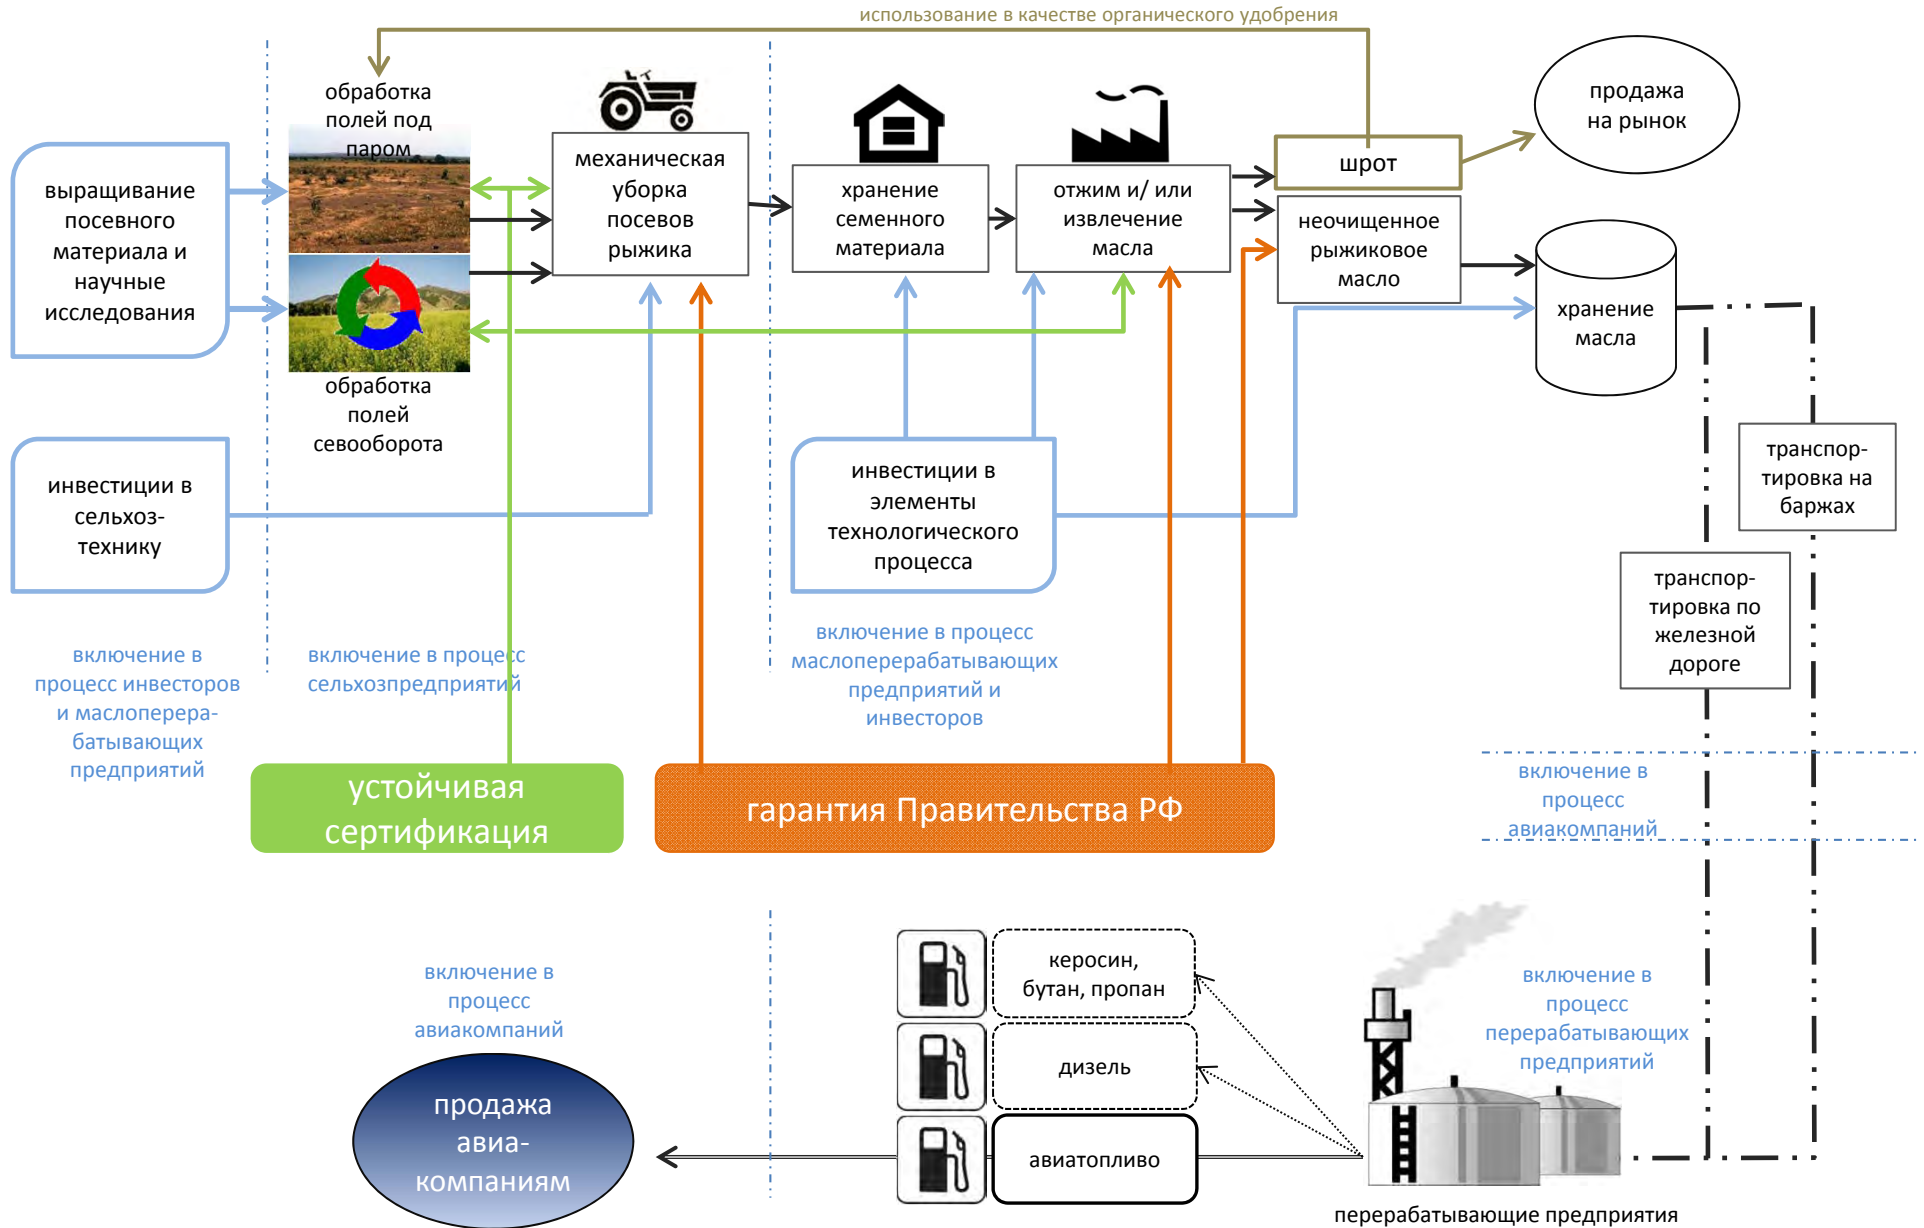 использование в качестве органического удобрения
обработка
полей под
паром
выращивание
посевного
материала и
научные
исследования
обработка
полей
севооборота
механическая
уборка
посевов
рыжика
хранение
семенного
материала
отжим и/ или
извлечение
масла
шрот
неочищенное
рыжиковое
масло
продажа
на рынок
хранение
масла
инвестиции в
сельхоз-
технику
инвестиции в
элементы
технологического
процесса
транспор-
тировка на
баржах
транспор-
тировка по
железной
дороге
включение в
процесс инвесторов
и маслоперера-
батывающих
предприятий
включение в процесс
сельхозпредприятий
включение в процесс
маслоперерабатывающих
предприятий и
инвесторов
устойчивая
сертификация
гарантия Правительства РФ
включение в
процесс
авиакомпаний
включение в
процесс
авиакомпаний
продажа
авиа-
компаниям
керосин,
бутан, пропан
дизель
авиатопливо
включение в
процесс
перерабатывающих
предприятий
перерабатывающие предприятия